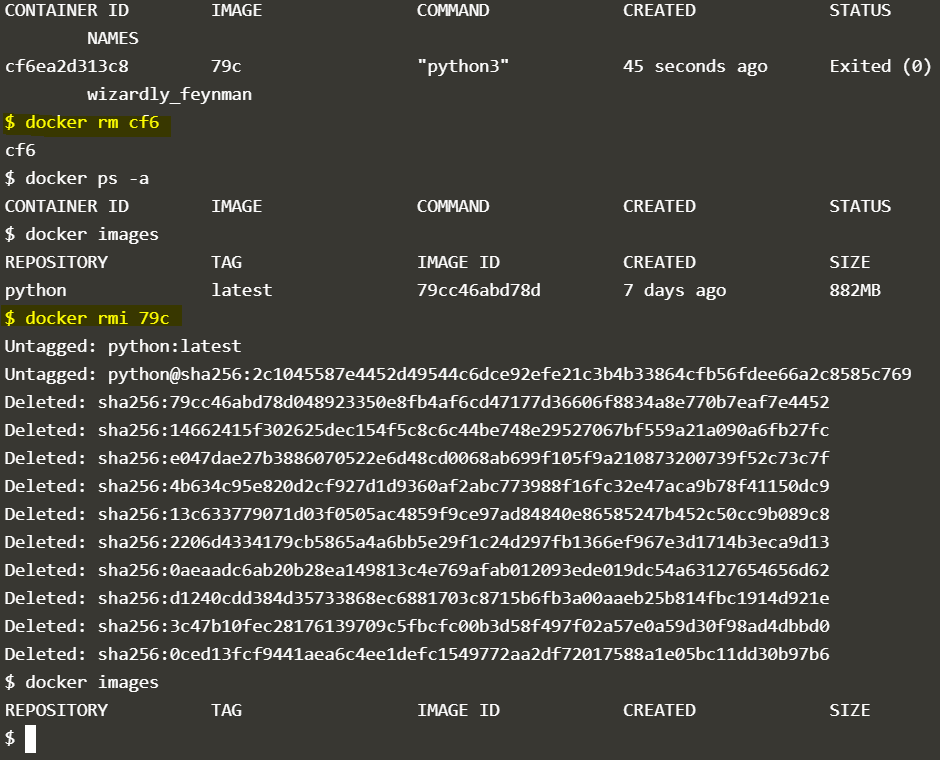 CONTAINER ID        IMAGE               COMMAND             CREATED             STATUS
        NAMES
cf6ea2d313c8        79c                 "python3"           45 seconds ago      Exited (0)
        wizardly_feynman
$ docker rm cf6
cf6
$ docker ps -a
CONTAINER ID        IMAGE               COMMAND             CREATED             STATUS
$ docker images
REPOSITORY          TAG                 IMAGE ID            CREATED             SIZE
python              latest              79cc46abd78d        7 days ago          882MB
$ docker rmi 79c
Untagged: python:latest
Untagged: python@sha256:2c1045587e4452d49544c6dce92efe21c3b4b33864cfb56fdee66a2c8585c769
Deleted: sha256:79cc46abd78d048923350e8fb4af6cd47177d36606f8834a8e770b7eaf7e4452
Deleted: sha256:14662415f302625dec154f5c8c6c44be748e29527067bf559a21a090a6fb27fc
Deleted: sha256:e047dae27b3886070522e6d48cd0068ab699f105f9a210873200739f52c73c7f
Deleted: sha256:4b634c95e820d2cf927d1d9360af2abc773988f16fc32e47aca9b78f41150dc9
Deleted: sha256:13c633779071d03f0505ac4859f9ce97ad84840e86585247b452c50cc9b089c8
Deleted: sha256:2206d4334179cb5865a4a6bb5e29f1c24d297fb1366ef967e3d1714b3eca9d13
Deleted: sha256:0aeaadc6ab20b28ea149813c4e769afab012093ede019dc54a63127654656d62
Deleted: sha256:d1240cdd384d35733868ec6881703c8715b6fb3a00aaeb25b814fbc1914d921e
Deleted: sha256:3c47b10fec28176139709c5fbcfc00b3d58f497f02a57e0a59d30f98ad4dbbd0
Deleted: sha256:0ced13fcf9441aea6c4ee1defc1549772aa2df72017588a1e05bc11dd30b97b6
$ docker images
REPOSITORY          TAG                 IMAGE ID            CREATED             SIZE
$